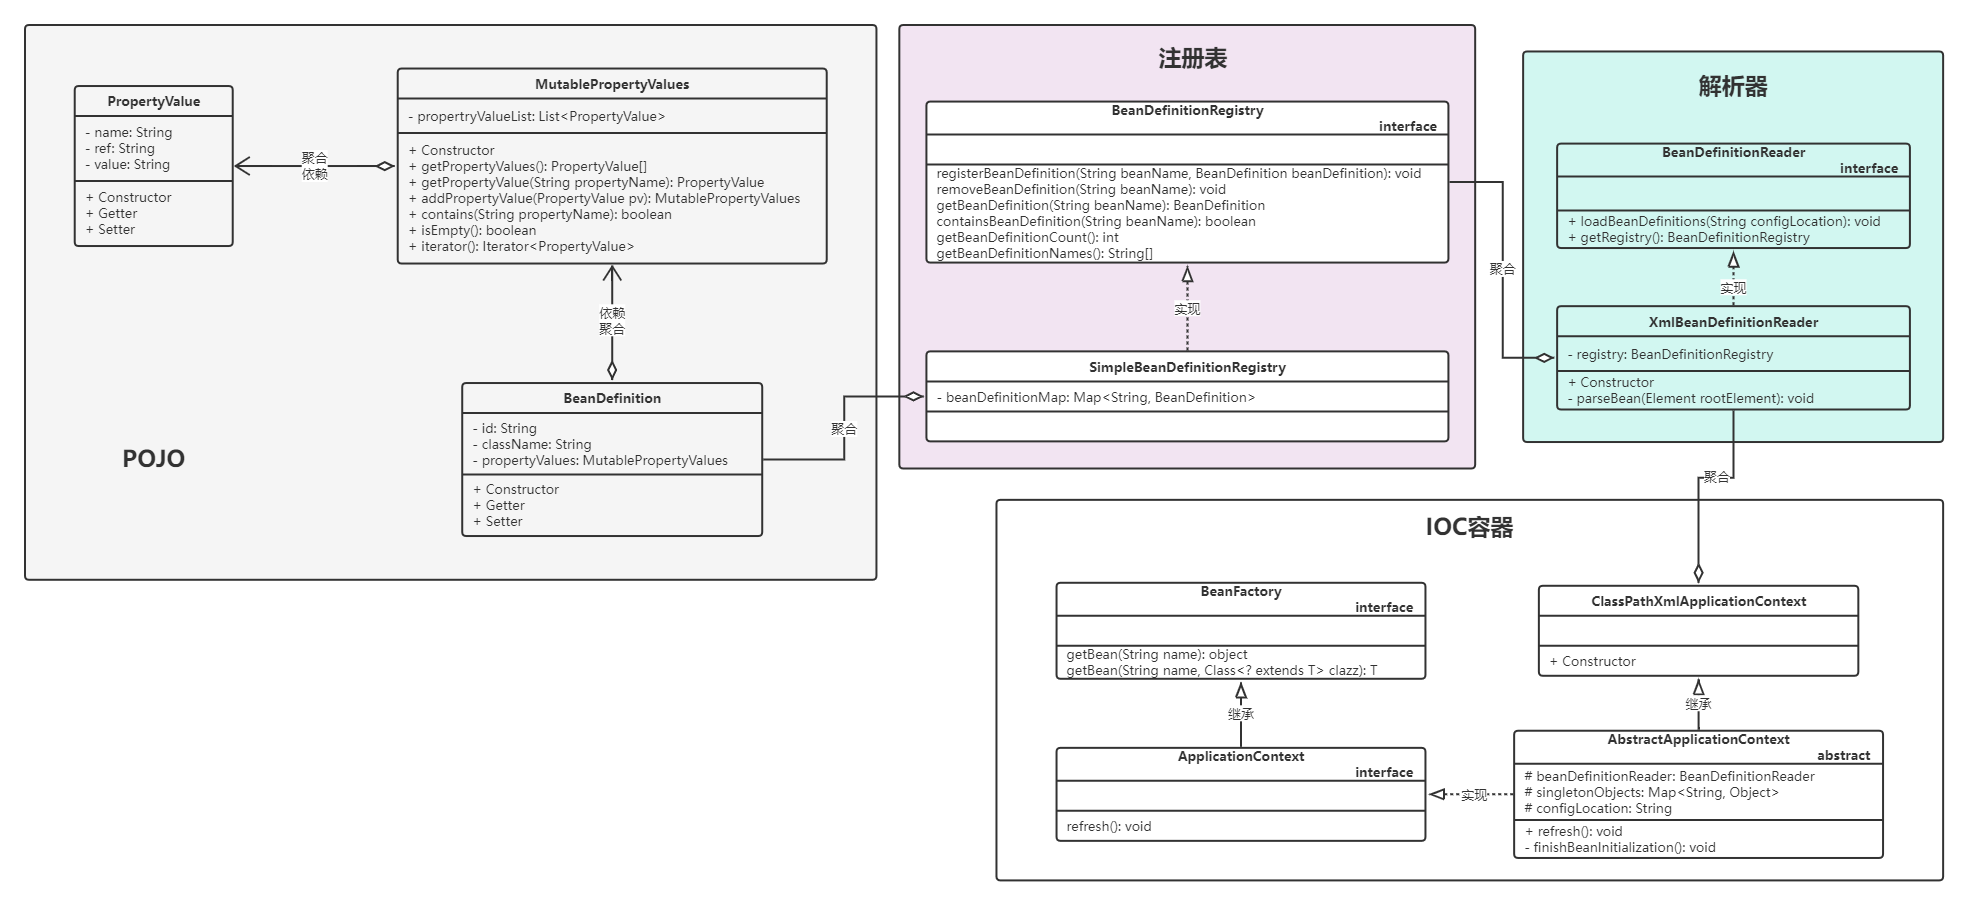 PropertyValue
- name: String
- ref: String
- value: String
+ Constructor
+ Getter
+ Setter
聚合
依赖
MutablePropertyValues
- propertryValueList: List<PropertyValue>
+ Constructor
+ getPropertyValues(): PropertyValue[]
+ getPropertyValue(String propertyName): PropertyValue
+ addPropertyValue(PropertyValue pv): MutablePropertyValues
+ contains(String propertyName): boolean
+ isEmpty(): boolean
+ iterator(): Iterator<PropertyValue>
依赖
聚合
BeanDefinition
- id: String
- className: String
- propertyValues: MutablePropertyValues
+ Constructor
+ Getter
+ Setter
POJO
聚合
注册表
BeanDefinitionRegistry
interface
registerBeanDefinition(String beanName, BeanDefinition beanDefinition): void
removeBeanDefinition(String beanName): void
getBeanDefinition(String beanName): BeanDefinition
containsBeanDefinition(String beanName): boolean
getBeanDefinitionCount(): int
getBeanDefinitionNames(): String[]
实现
SimpleBeanDefinitionRegistry
- beanDefinitionMap: Map<String, BeanDefinition>
聚合
解析器
BeanDefinitionReader
interface
+ loadBeanDefinitions(String configLocation): void
+ getRegistry(): BeanDefinitionRegistry
实现
XmlBeanDefinitionReader
- registry: BeanDefinitionRegistry
+ Constructor
- parseBean(Element rootElement): void
聚合
IOC容器
BeanFactory
interface
getBean(String name): object
getBean(String name, Class<? extends T> clazz): T
继承
ApplicationContext
interface
refresh(): void
实现
ClassPathXmlApplicationContext
+ Constructor
继承
AbstractApplicationContext
abstract
# beanDefinitionReader: BeanDefinitionReader
# singletonObjects: Map<String, Object>
# configLocation: String
+ refresh(): void
- finishBeanInitialization(): void